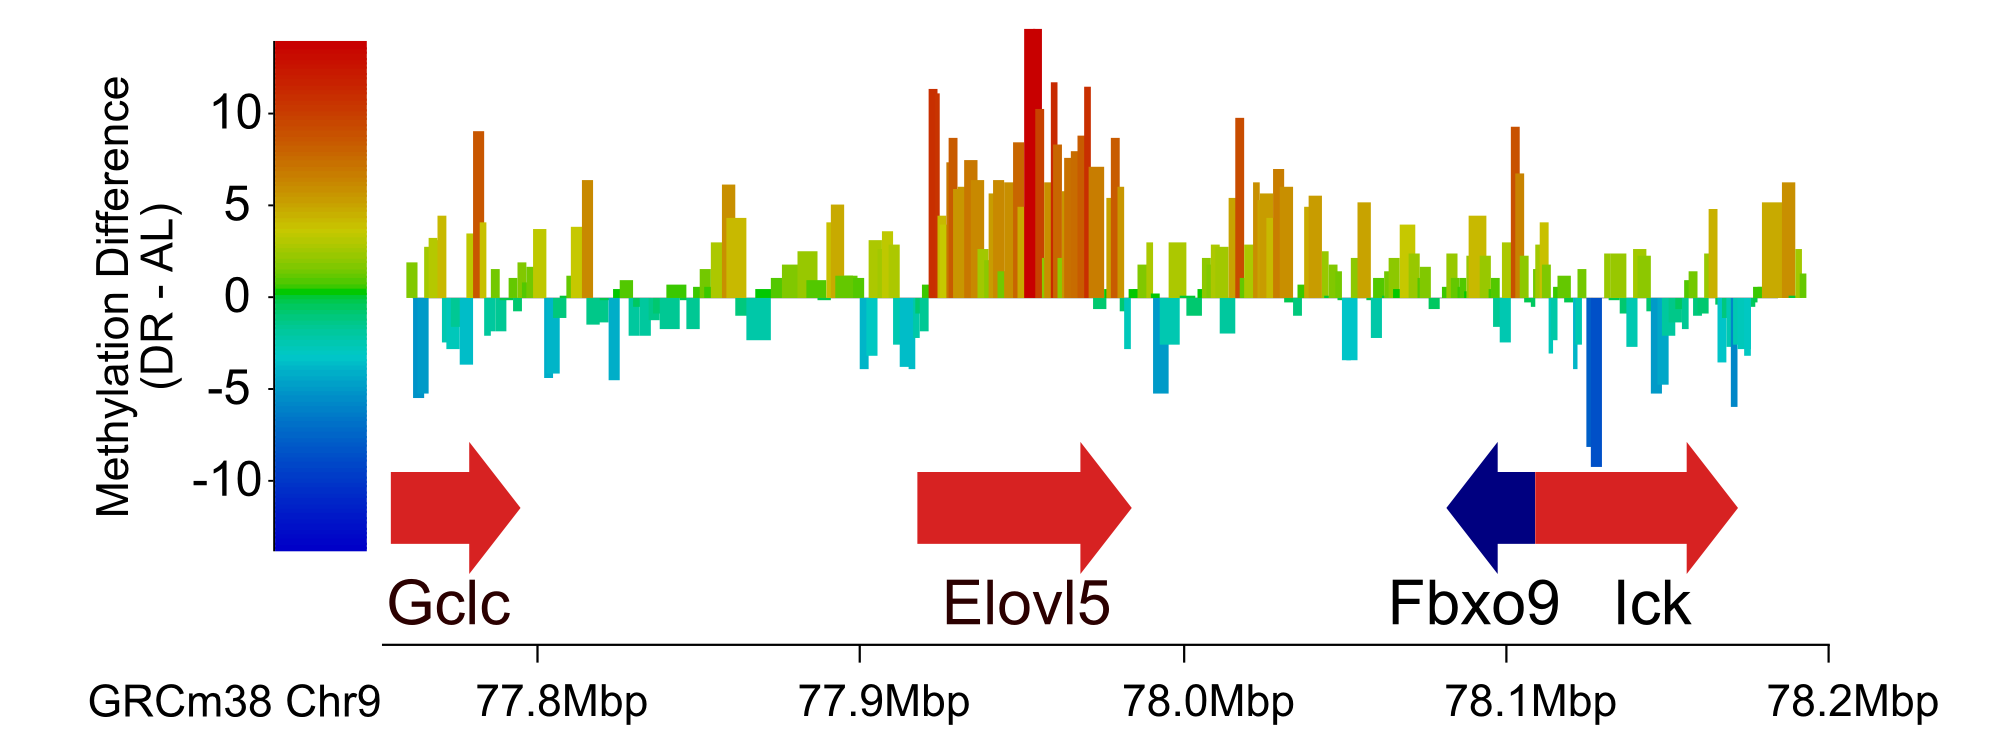 Methylation Difference
(DR - AL)
10
5
0
-5
-10
Gclc
Elovl5
Fbxo9
Ick
GRCm38 Chr9
77.8Mbp
77.9Mbp
78.0Mbp
78.1Mbp
78.2Mbp